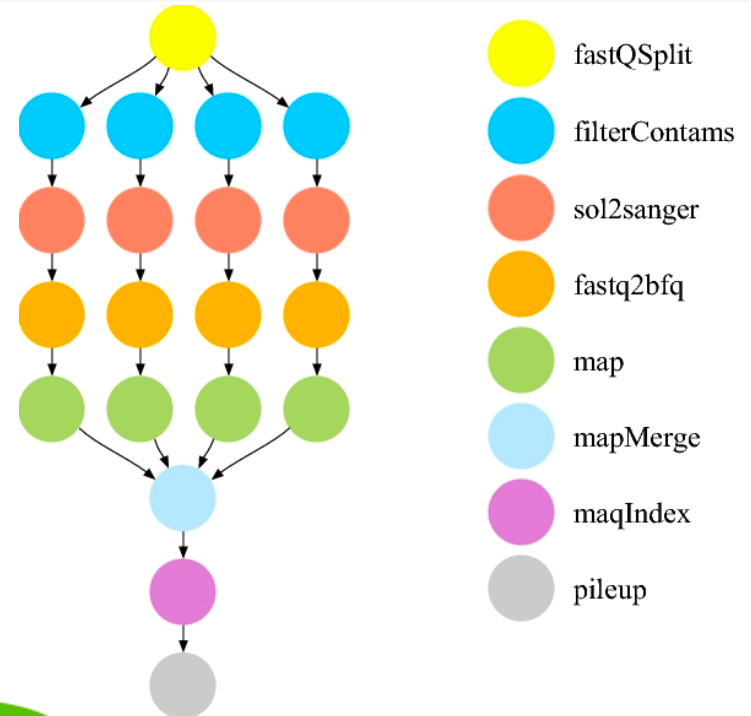 fastQSplit
filterContams
sol2sanger
fastq2bfq
map
mapMerge
maqIndex
pileup